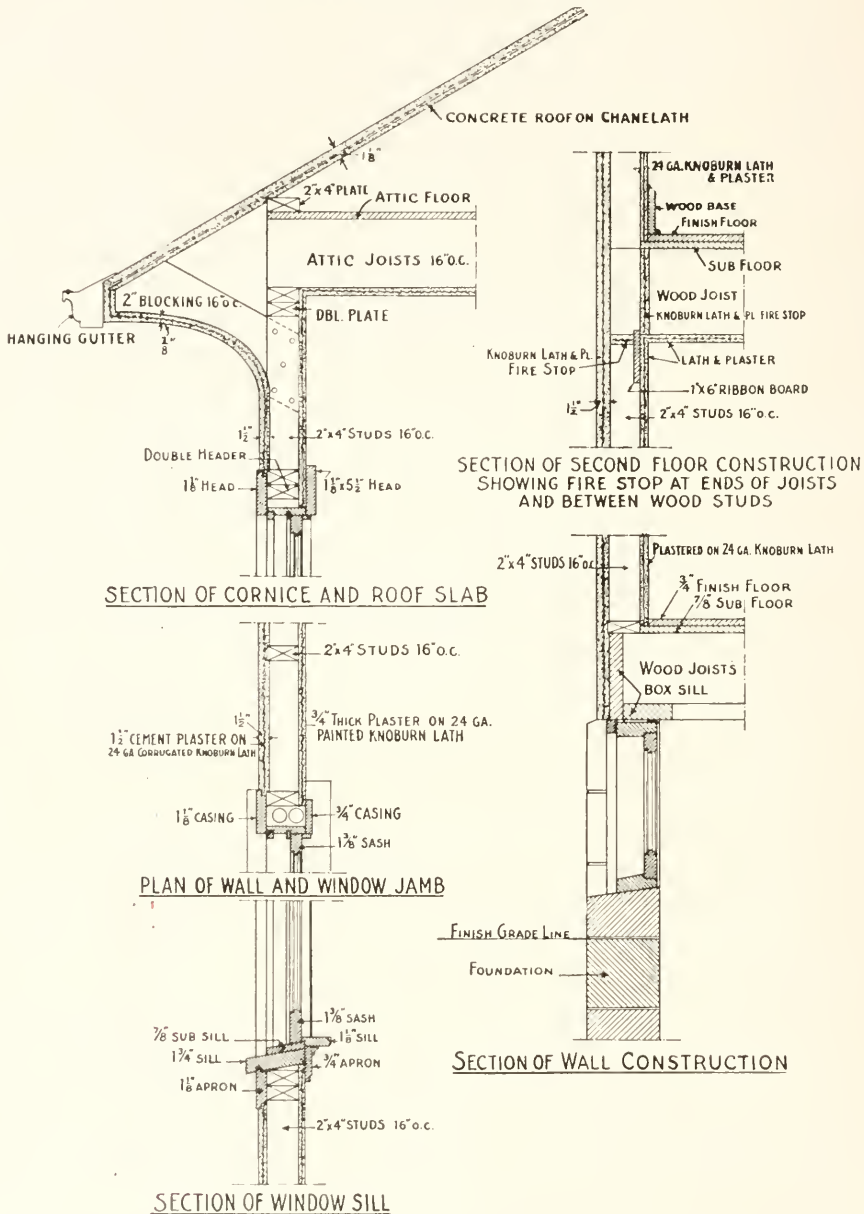 CONCRETE ROOF ON CHANELATH
1⅛"
2"x4" PLATE
ATTIC FLOOR
ATTIC JOISTS 16"O.C.
2" BLOCKING 16"O.C.
DBL. PLATE
HANGING GUTTER
1½"
2"x4" STUDS 16"O.C.
DOUBLE HEADER
1⅛" HEAD
1⅛"x5½" HEAD
SECTION OF CORNICE AND ROOF SLAB
24 GA. KNOBURN LATH
& PLASTER
WOOD BASE
FINISH FLOOR
SUB FLOOR
WOOD JOIST
KNOBURN LATH & PL. FIRE STOP
KNOBURN LATH & PL.
FIRE STOP
LATH & PLASTER
1"X6" RIBBON BOARD
1½"
2"x4" STUDS 16"O.C.
SECTION OF SECOND FLOOR CONSTRUCTION
SHOWING FIRE STOP AT ENDS OF JOISTS
AND BETWEEN WOOD STUDS
2"x4" STUDS 16"O.C.
1½"
¾" THICK PLASTER ON 24 GA.
PAINTED KNOBURN LATH
1½" CEMENT PLASTER ON
24 GA CORRUGATED KNOBURN LATH
1⅛" CASING
¾" CASING
1⅜" SASH
PLAN OF WALL AND WINDOW JAMB
PLASTERED ON 24 GA. KNOBURN LATH
2"x4" STUDS 16"O.C.
¾" FINISH FLOOR
⅞" SUB FLOOR
WOOD JOISTS
BOX SILL
FINISH GRADE LINE
FOUNDATION
SECTION OF WALL CONSTRUCTION
1⅜" SASH
⅞" SUB SILL
1⅛" SILL
1¾" SILL
¾" APRON
1⅛" APRON
2"x4" STUDS 16"O.C.
SECTION OF WINDOW SILL